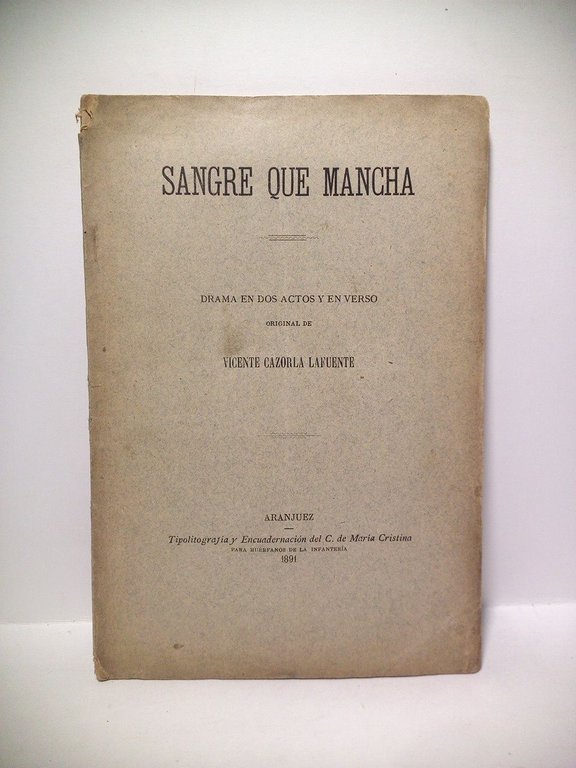 SANGRE QUE MANCHA
DRAMA EN DOS ACTOS Y EN VERSO
ORIGINAL DE
VICENTE CAZORLA LAFUENTE
ARANJUEZ
Tipolitografía y Encuadernación del C. de María Cristina
PARA HUÉRFANOS DE LA INFANTERÍA
1891